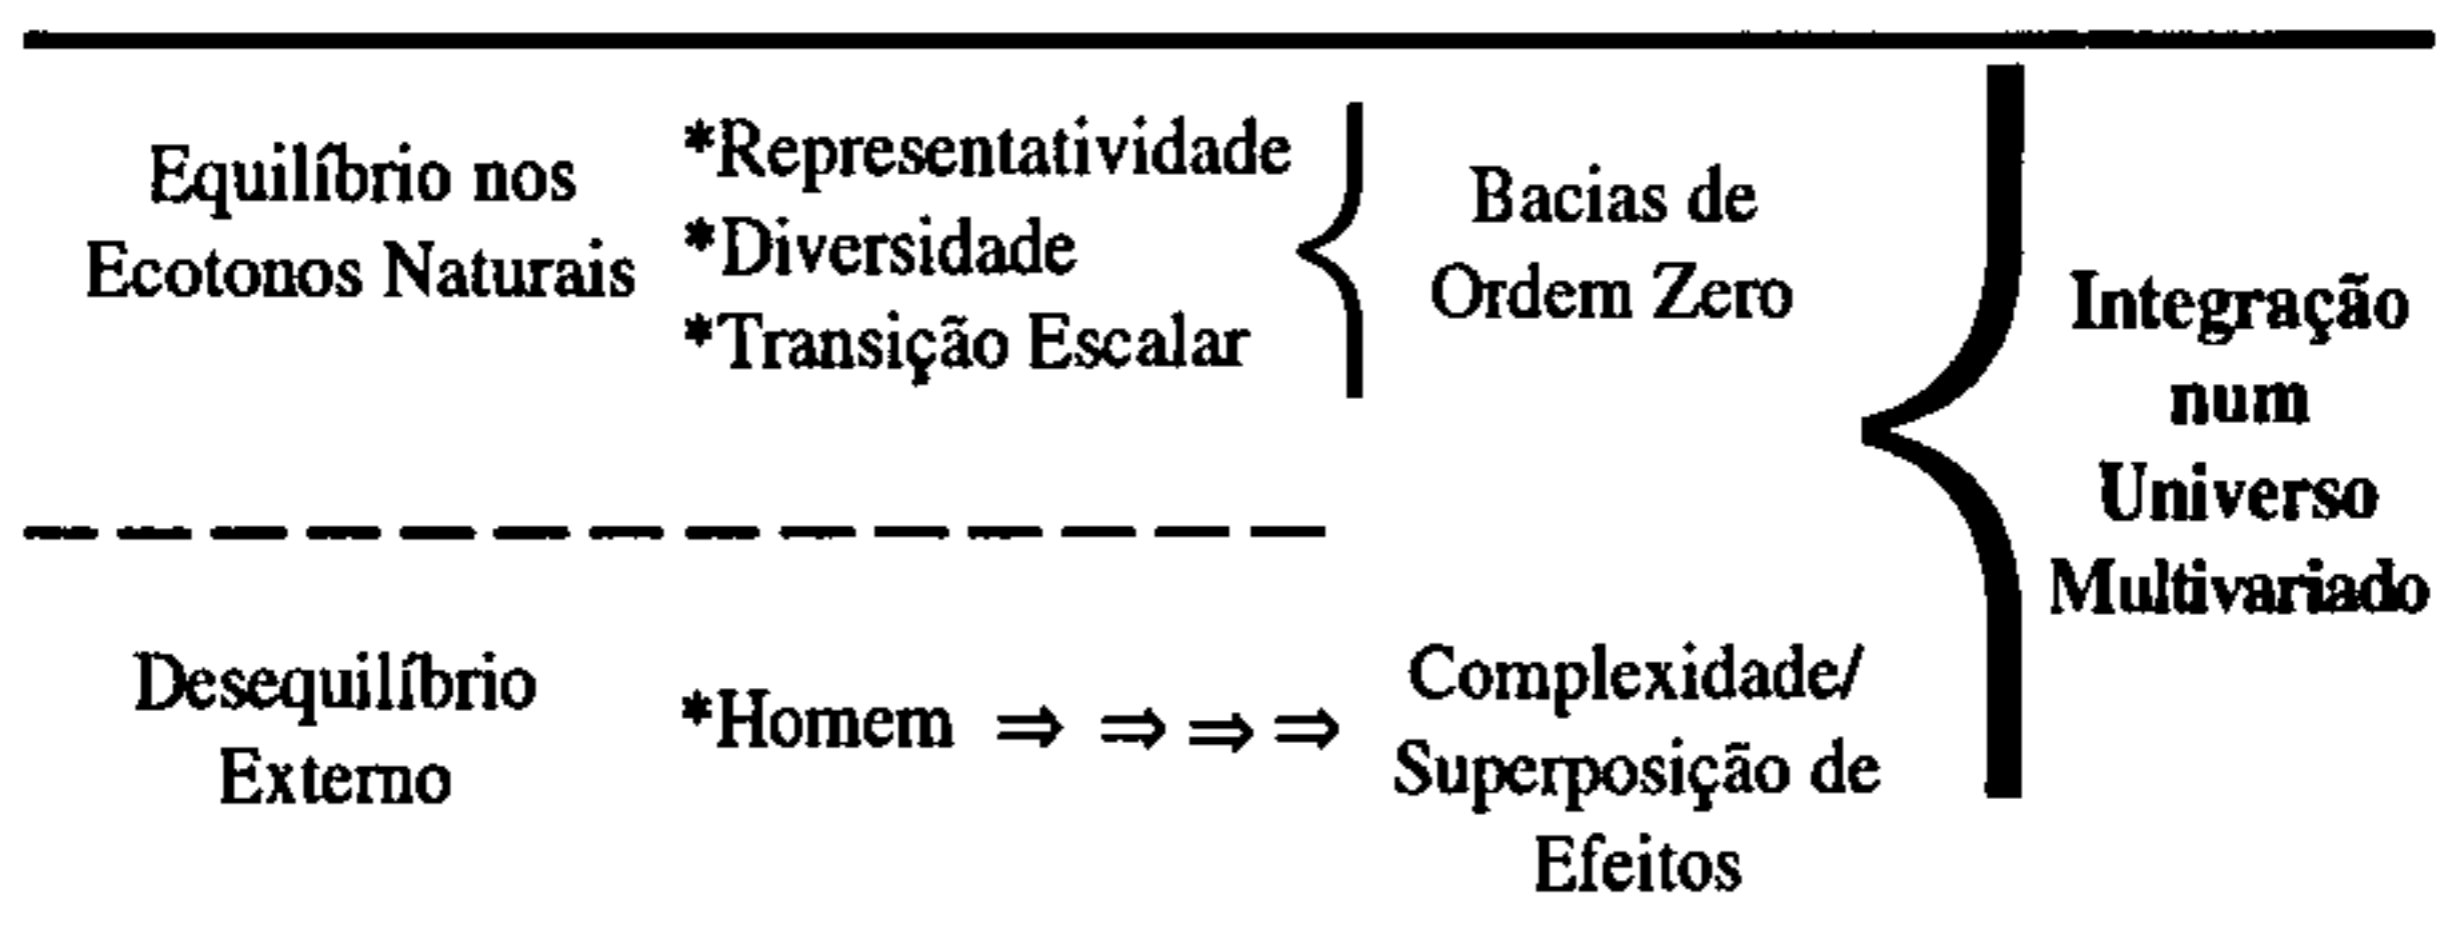 Equilíbrio nos
Ecotonos Naturais
*Representatividade
*Diversidade
*Transição Escalar
Bacias de
Ordem Zero
Desequilíbrio
Externo
*Homem ⇒ ⇒ ⇒ ⇒
Complexidade/
Superposição de
Efeitos
Integração
num
Universo
Multivariado